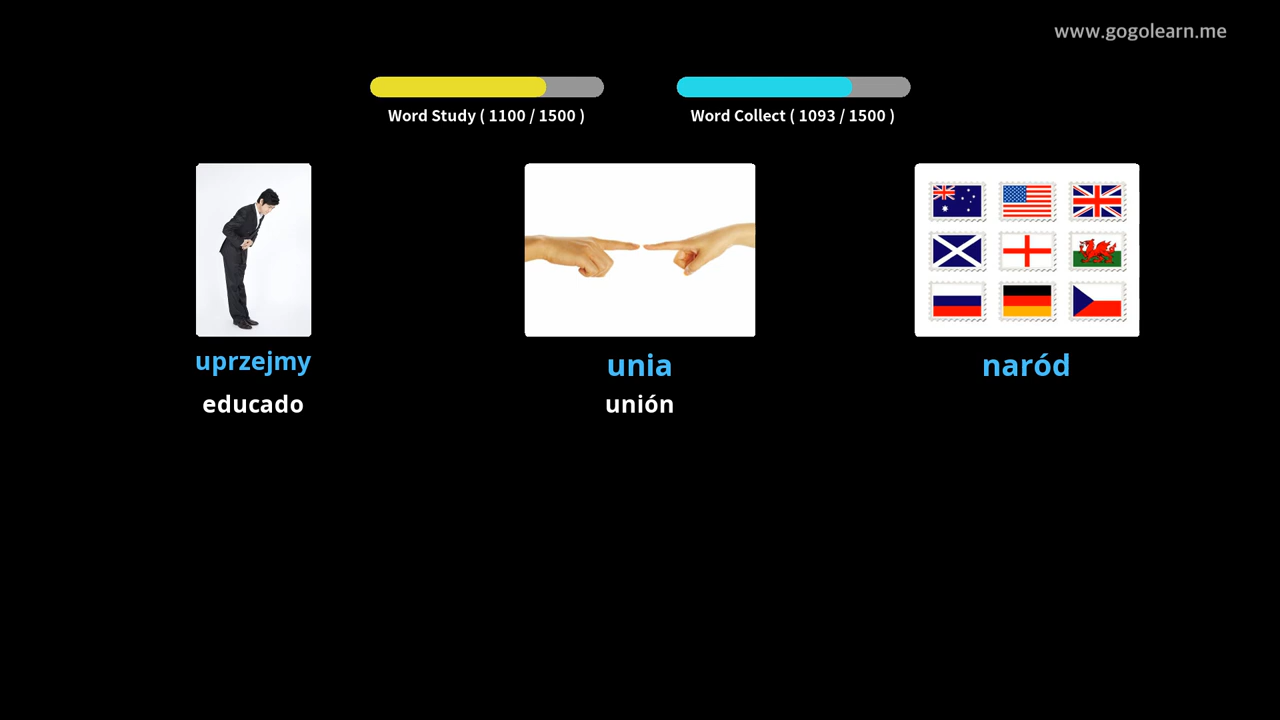 www.gogolearn.me
Word Study ( 1100 / 1500 )
Word Collect ( 1093 / 1500 )
uprzejmy
educado
unia
unión
naród